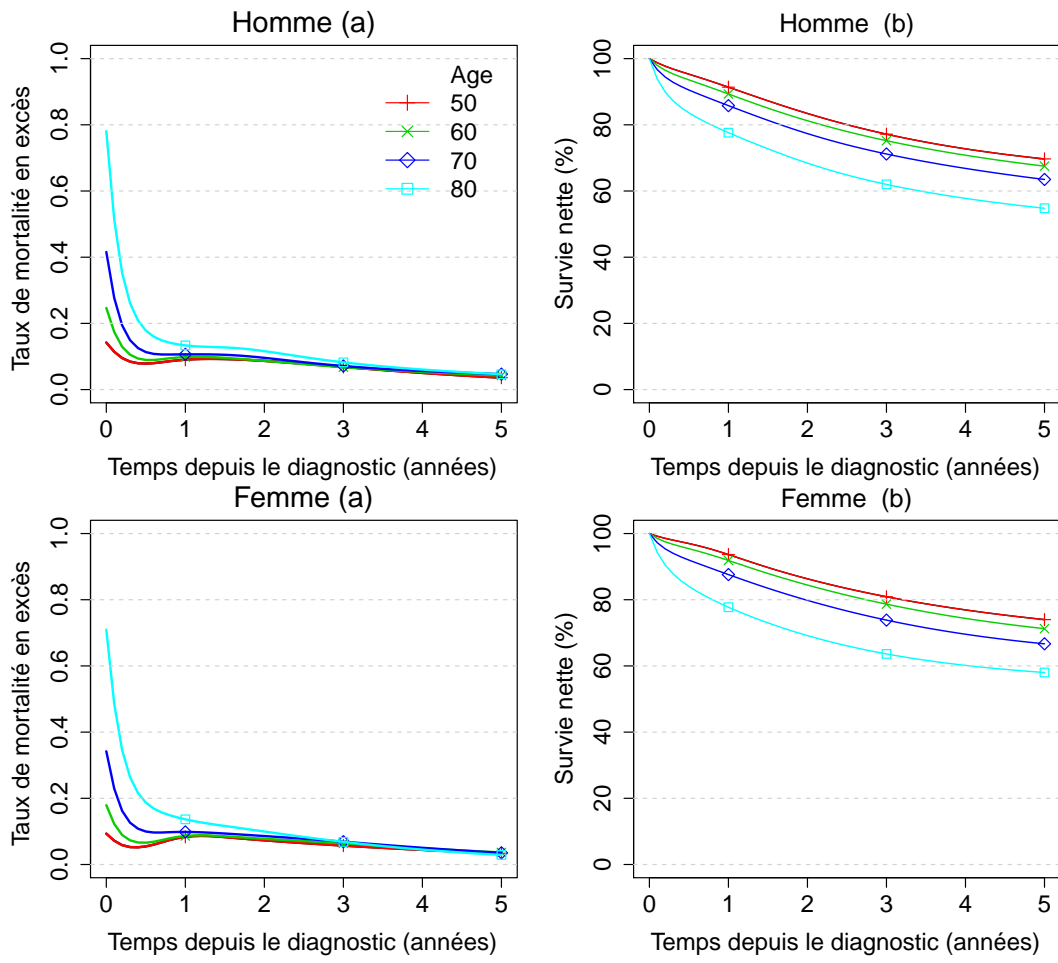 Homme (a)
Taux de mortalité en excès
1.0
0.8
0.6
0.4
0.2
0.0
Age
50
60
70
80
0 1 2 3 4 5
Temps depuis le diagnostic (années)
Homme (b)
Survie nette (%)
100
80
60
40
20
0
0 1 2 3 4 5
Temps depuis le diagnostic (années)
Femme (a)
Taux de mortalité en excès
1.0
0.8
0.6
0.4
0.2
0.0
0 1 2 3 4 5
Temps depuis le diagnostic (années)
Femme (b)
Survie nette (%)
100
80
60
40
20
0
0 1 2 3 4 5
Temps depuis le diagnostic (années)